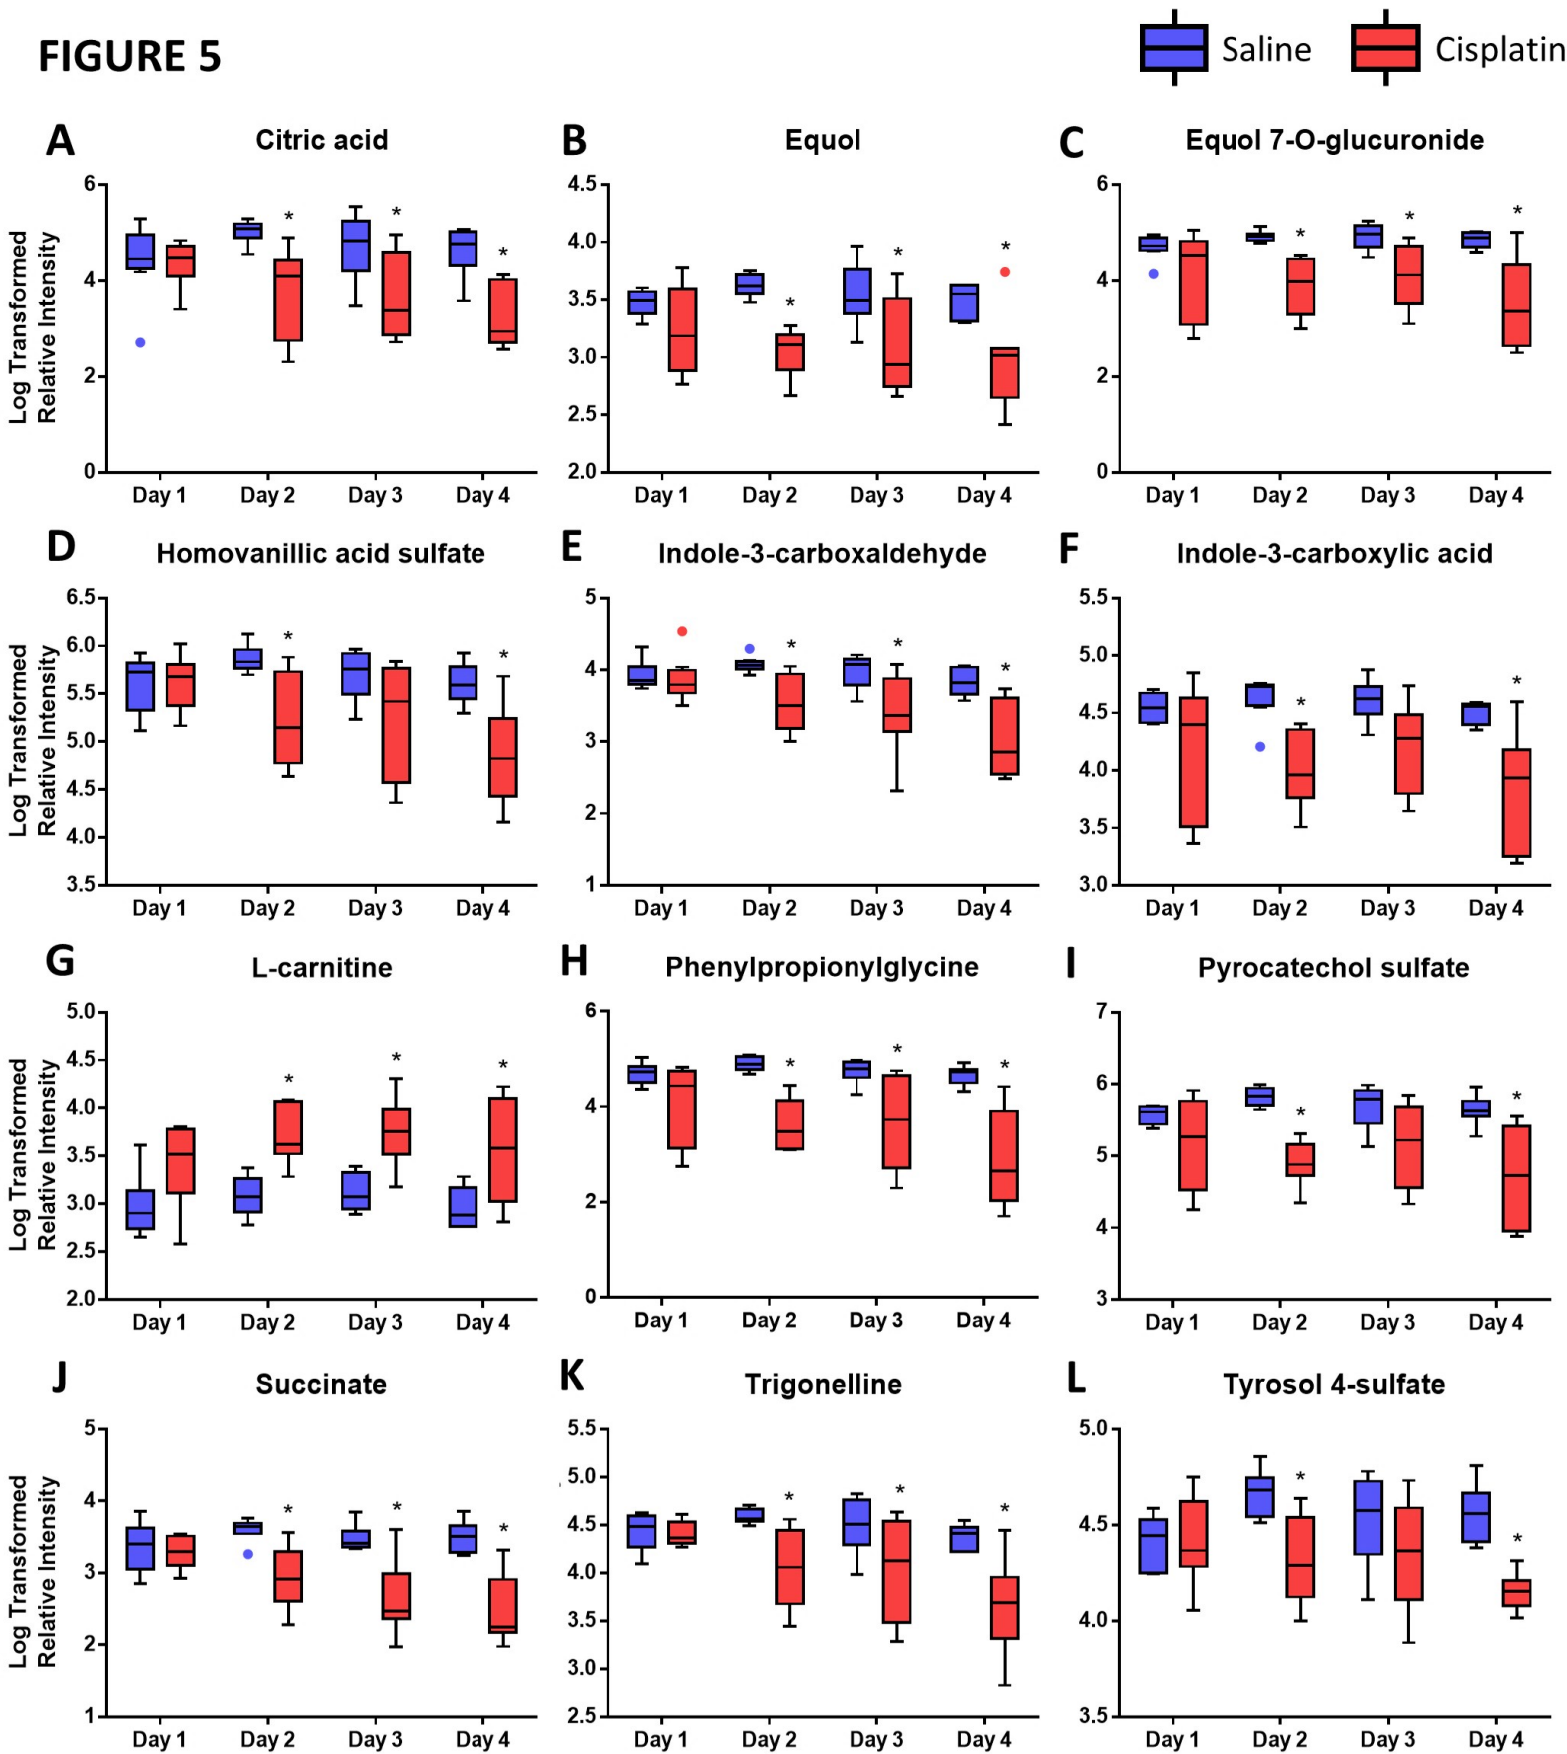 FIGURE 5
Saline
Cisplatin
A
Citric acid
Log Transformed
Relative Intensity
6
4
2
0
*
*
*
Day 1
Day 2
Day 3
Day 4
B
Equol
4.5
4.0
3.5
3.0
2.5
2.0
*
*
*
Day 1
Day 2
Day 3
Day 4
C
Equol 7-O-glucuronide
6
4
2
0
*
*
*
Day 1
Day 2
Day 3
Day 4
D
Homovanillic acid sulfate
Log Transformed
Relative Intensity
6.5
6.0
5.5
5.0
4.5
4.0
3.5
*
*
Day 1
Day 2
Day 3
Day 4
E
Indole-3-carboxaldehyde
5
4
3
2
1
*
*
*
Day 1
Day 2
Day 3
Day 4
F
Indole-3-carboxylic acid
5.5
5.0
4.5
4.0
3.5
3.0
*
*
Day 1
Day 2
Day 3
Day 4
G
L-carnitine
Log Transformed
Relative Intensity
5.0
4.5
4.0
3.5
3.0
2.5
2.0
*
*
*
Day 1
Day 2
Day 3
Day 4
H
Phenylpropionylglycine
6
4
2
0
*
*
*
Day 1
Day 2
Day 3
Day 4
I
Pyrocatechol sulfate
7
6
5
4
3
*
*
Day 1
Day 2
Day 3
Day 4
J
Succinate
Log Transformed
Relative Intensity
5
4
3
2
1
*
*
*
Day 1
Day 2
Day 3
Day 4
K
Trigonelline
5.5
5.0
4.5
4.0
3.5
3.0
2.5
*
*
*
Day 1
Day 2
Day 3
Day 4
L
Tyrosol 4-sulfate
5.0
4.5
4.0
3.5
*
*
Day 1
Day 2
Day 3
Day 4